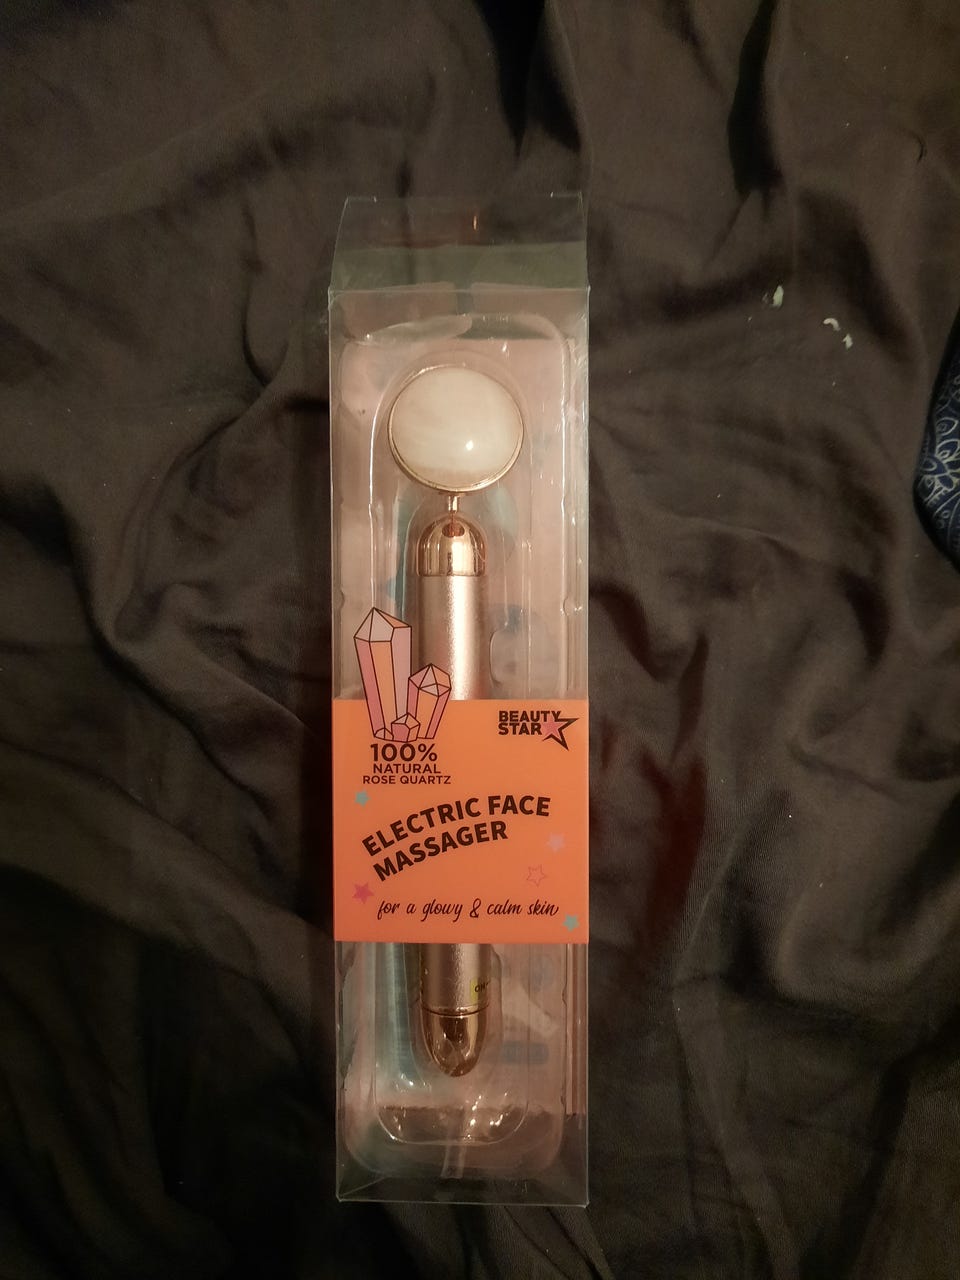 BEAUTY
STAR
100%
NATURAL
ROSE QUARTZ
ELECTRIC FACE
MASSAGER
for a glowy & calm skin